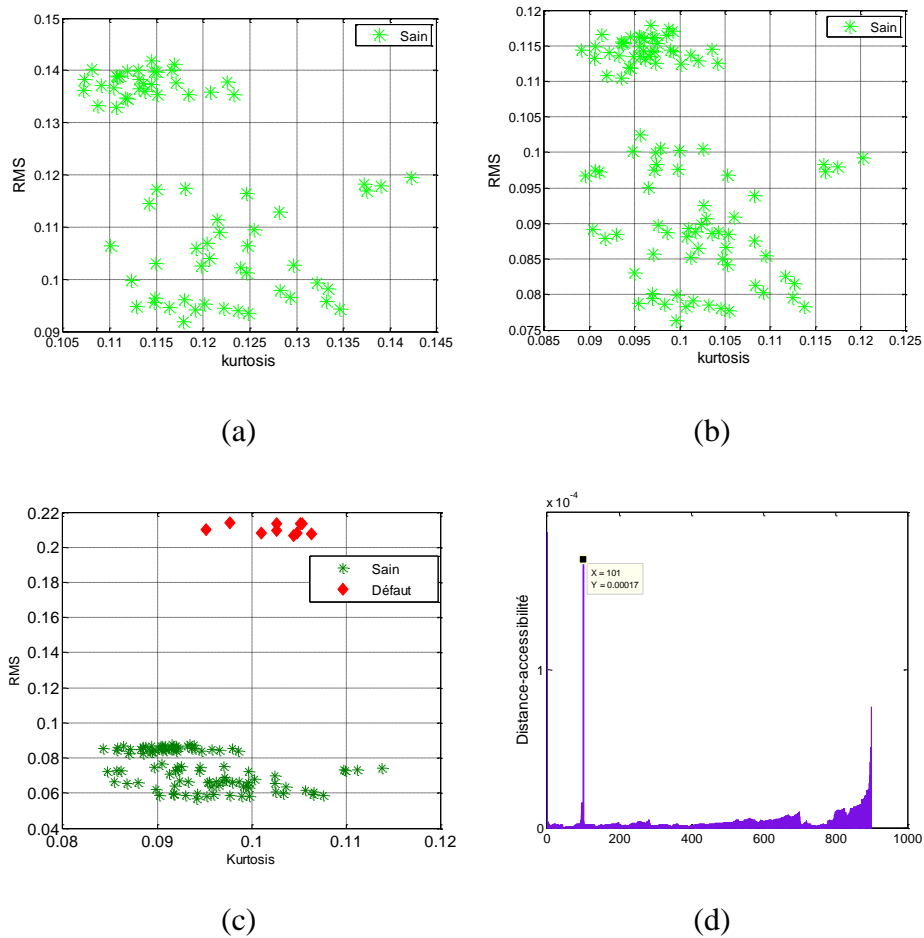 0.15
0.14
0.13
0.12
0.11
0.1
0.09
RMS
Sain
0.105 0.11 0.115 0.12 0.125 0.13 0.135 0.14 0.145
kurtosis
(a)
0.12
0.115
0.11
0.105
0.1
0.095
0.09
0.085
0.08
0.075
RMS
Sain
0.085 0.09 0.095 0.1 0.105 0.11 0.115 0.12 0.125
kurtosis
(b)
0.22
0.2
0.18
0.16
0.14
0.12
0.1
0.08
0.06
0.04
RMS
Sain
Défaut
0.08 0.09 0.1 0.11 0.12
Kurtosis
(c)
x 10-4
X = 101
Y = 0.00017
1
0
Distance-accessibilité
0 200 400 600 800 1000
(d)